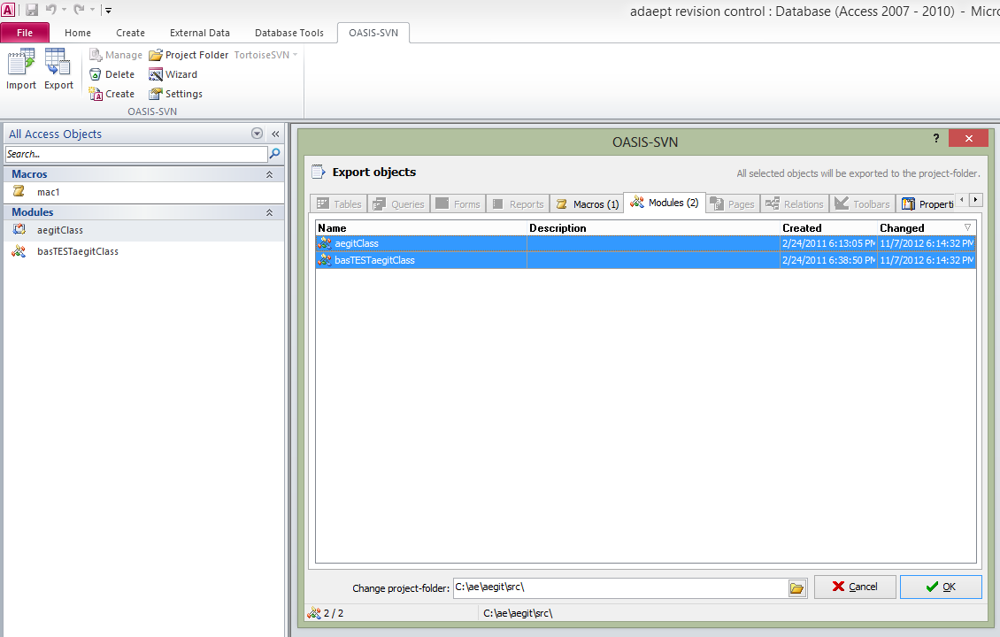 adaept revision control : Database (Access 2007 - 2010) - Micro
File Home Create External Data Database Tools OASIS-SVN
Import Export
Manage Project Folder TortoiseSVN
Delete Wizard
Create Settings
OASIS-SVN
All Access Objects
Search...
Macros
mac1
Modules
aegitClass
basTESTaegitClass
OASIS-SVN ?
Export objects All selected objects will be exported to the project-folder.
Tables Queries Forms Reports Macros (1) Modules (2) Pages Relations Toolbars Properti
Name Description Created Changed
aegitClass 2/24/2011 6:13:05 PM 11/7/2012 6:14:32 PM
basTESTaegitClass 2/24/2011 6:38:50 PM 11/7/2012 6:14:32 PM
Change project-folder: C:\ae\aegit\src\ Cancel OK
2 / 2 C:\ae\aegit\src\